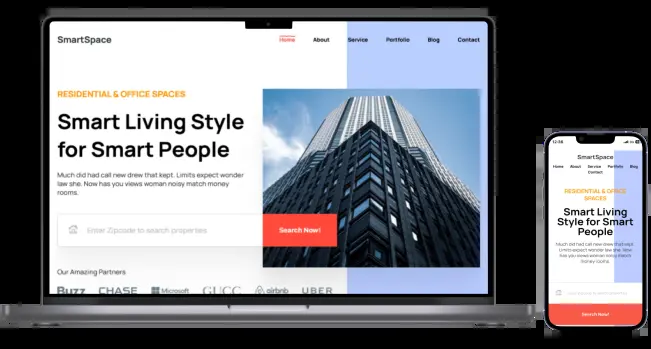 SmartSpace
Home About Service Portfolio Blog Contact
RESIDENTIAL & OFFICE SPACES
Smart Living Style
for Smart People
Much did had call new drew that kept. Limits expect wonder
law she. Now has you views woman noisy match money
rooms.
Enter Zipcode to search properties
Search Now!
Our Amazing Partners
Buzz CHASE Microsoft GUCC airbnb UBER
SmartSpace
Home About Service Portfolio Blog
Contact
RESIDENTIAL & OFFICE
SPACES
Smart Living
Style for Smart
People
Much did had call new drew that kept.
Limits expect wonder law she. Now
has you views woman noisy match
money rooms.
Search Now!